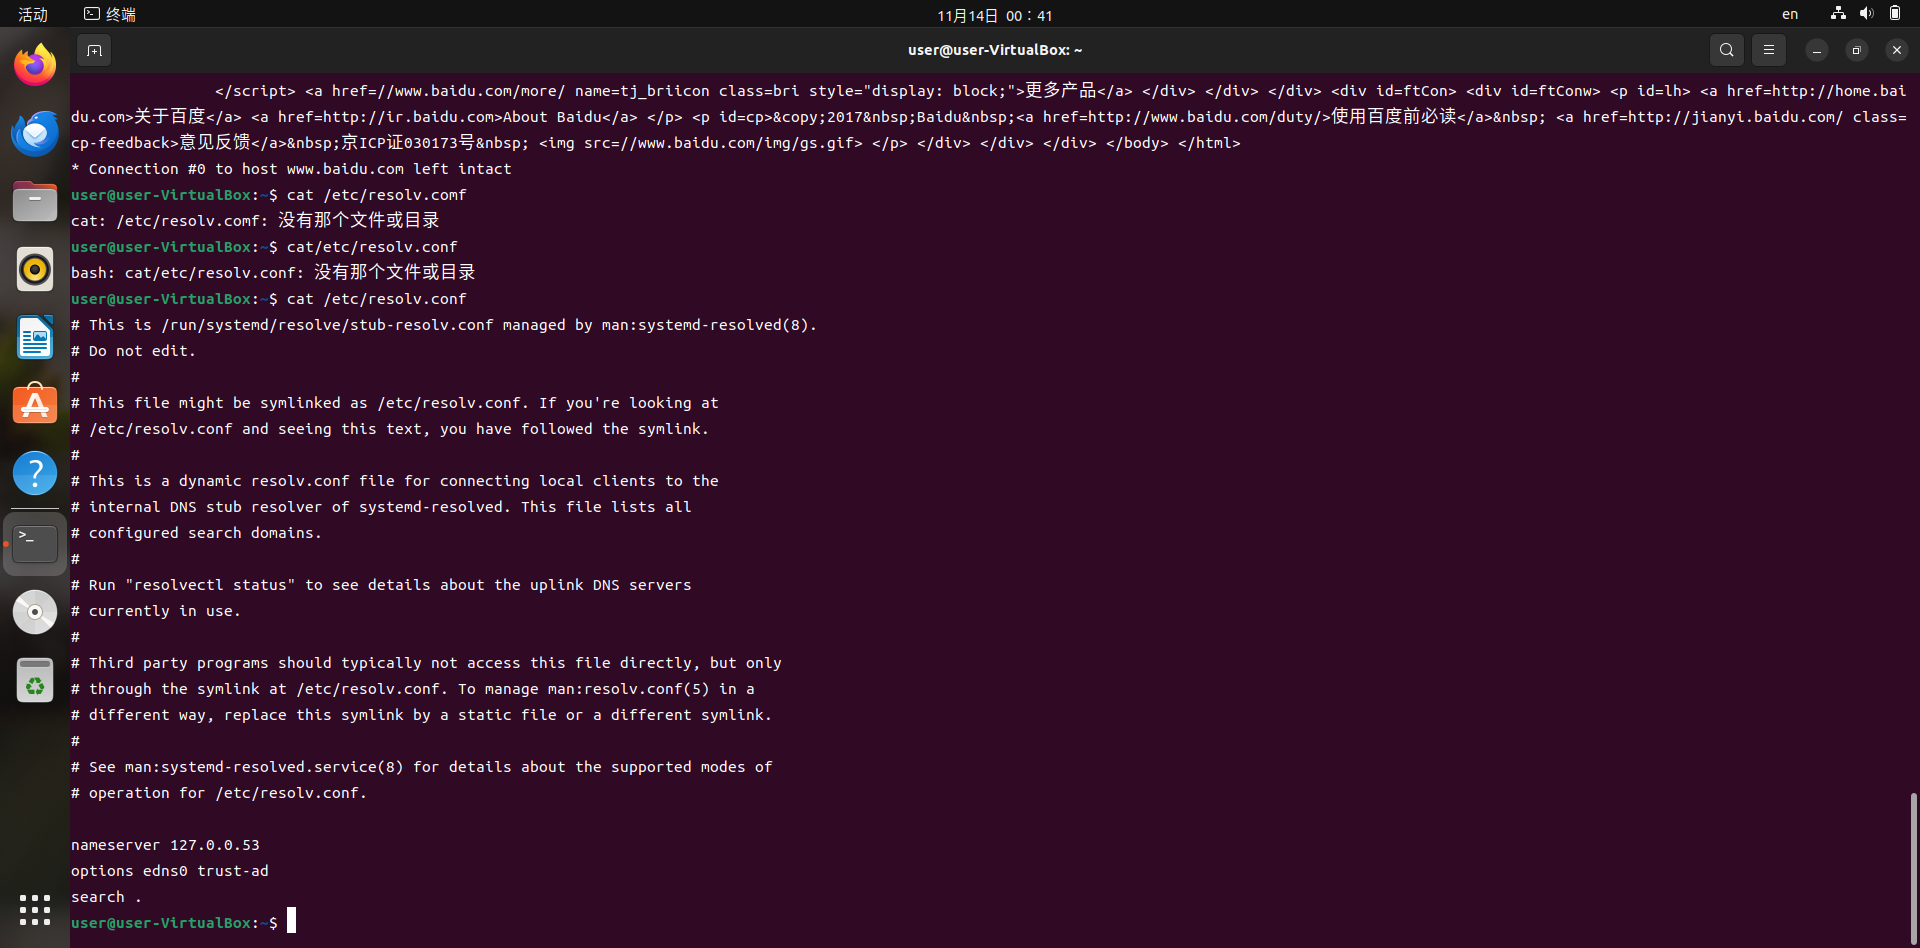 活动 终端 11月14日 00：41 en
user@user-VirtualBox: ~
</script> <a href=//www.baidu.com/more/ name=tj_briicon class=bri style="display: block;">更多产品</a> </div> </div> </div> <div id=ftCon> <div id=ftConw> <p id=lh> <a href=http://home.bai
du.com>关于百度</a> <a href=http://ir.baidu.com>About Baidu</a> </p> <p id=cp>&copy;2017&nbsp;Baidu&nbsp;<a href=http://www.baidu.com/duty/>使用百度前必读</a>&nbsp; <a href=http://jianyi.baidu.com/ class=
cp-feedback>意见反馈</a>&nbsp;京ICP证030173号&nbsp; <img src=//www.baidu.com/img/gs.gif> </p> </div> </div> </div> </body> </html>
* Connection #0 to host www.baidu.com left intact
user@user-VirtualBox:~$ cat /etc/resolv.comf
cat: /etc/resolv.comf: 没有那个文件或目录
user@user-VirtualBox:~$ cat/etc/resolv.conf
bash: cat/etc/resolv.conf: 没有那个文件或目录
user@user-VirtualBox:~$ cat /etc/resolv.conf
# This is /run/systemd/resolve/stub-resolv.conf managed by man:systemd-resolved(8).
# Do not edit.
#
# This file might be symlinked as /etc/resolv.conf. If you're looking at
# /etc/resolv.conf and seeing this text, you have followed the symlink.
#
# This is a dynamic resolv.conf file for connecting local clients to the
# internal DNS stub resolver of systemd-resolved. This file lists all
# configured search domains.
#
# Run "resolvectl status" to see details about the uplink DNS servers
# currently in use.
#
# Third party programs should typically not access this file directly, but only
# through the symlink at /etc/resolv.conf. To manage man:resolv.conf(5) in a
# different way, replace this symlink by a static file or a different symlink.
#
# See man:systemd-resolved.service(8) for details about the supported modes of
# operation for /etc/resolv.conf.
nameserver 127.0.0.53
options edns0 trust-ad
search .
user@user-VirtualBox:~$